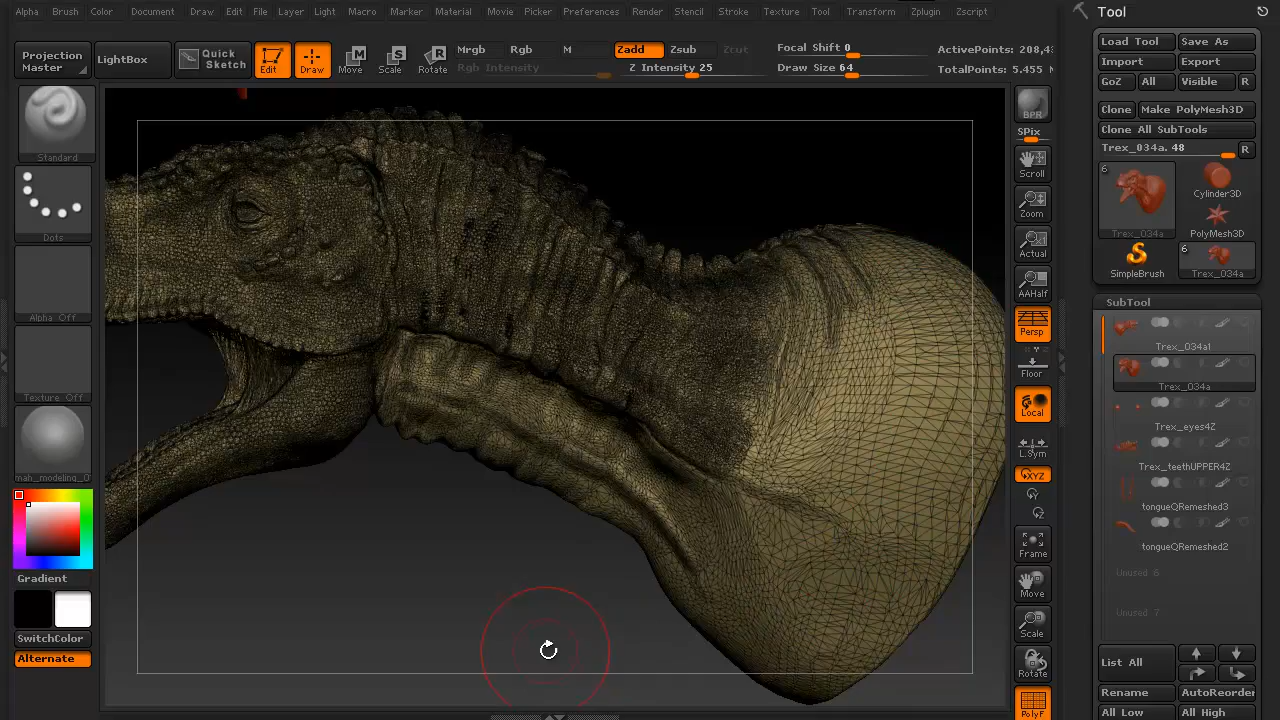 Alpha Brush Color Document Draw Edit File Layer Light Macro Marker Material Movie Picker Preferences Render Stencil Stroke Texture Tool Transform Zplugin Zscript
Projection Master
LightBox
Quick Sketch
Edit
Draw
Move
Scale
Rotate
Mrgb Rgb M
Rgb Intensity
Zadd Zsub Zcut
Z Intensity 25
Focal Shift 0
Draw Size 64
ActivePoints: 208,4
TotalPoints: 5.455 M
Standard
Dots
Alpha Off
Texture Off
Gradient
SwitchColor
Alternate
BPR
SPix
Scroll
Zoom
Actual
AAHalf
Persp
Floor
Local
L.Sym
XYZ
Y
Z
Frame
Move
Scale
Rotate
PolyF
Tool
Load Tool Save As
Import Export
GoZ All Visible R
Clone Make PolyMesh3D
Clone All SubTools
Trex_034a. 48 R
6
Trex_034a
Cylinder3D
PolyMesh3D
SimpleBrush
6
Trex_034a
SubTool
Trex_034a1
Trex_034a
Trex_eyes4Z
Trex_teethUPPER4Z
tongueQRemeshed3
tongueQRemeshed2
Unused 6
Unused 7
List All
Rename AutoReorder
All Low All High